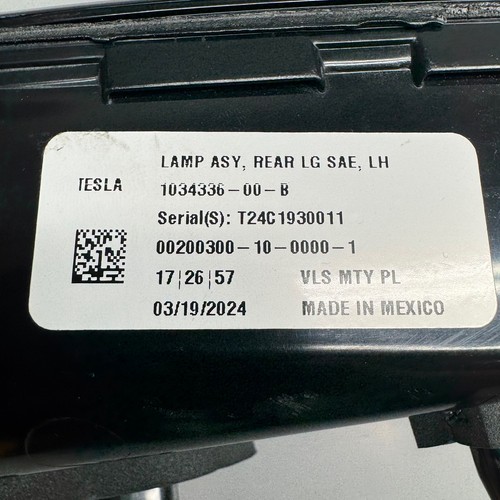 LAMP ASY, REAR LG SAE, LH
TESLA
1034336-00-B
Serial(S): T24C1930011
00200300-10-0000-1
17|26|57 VLS MTY PL
03/19/2024 MADE IN MEXICO